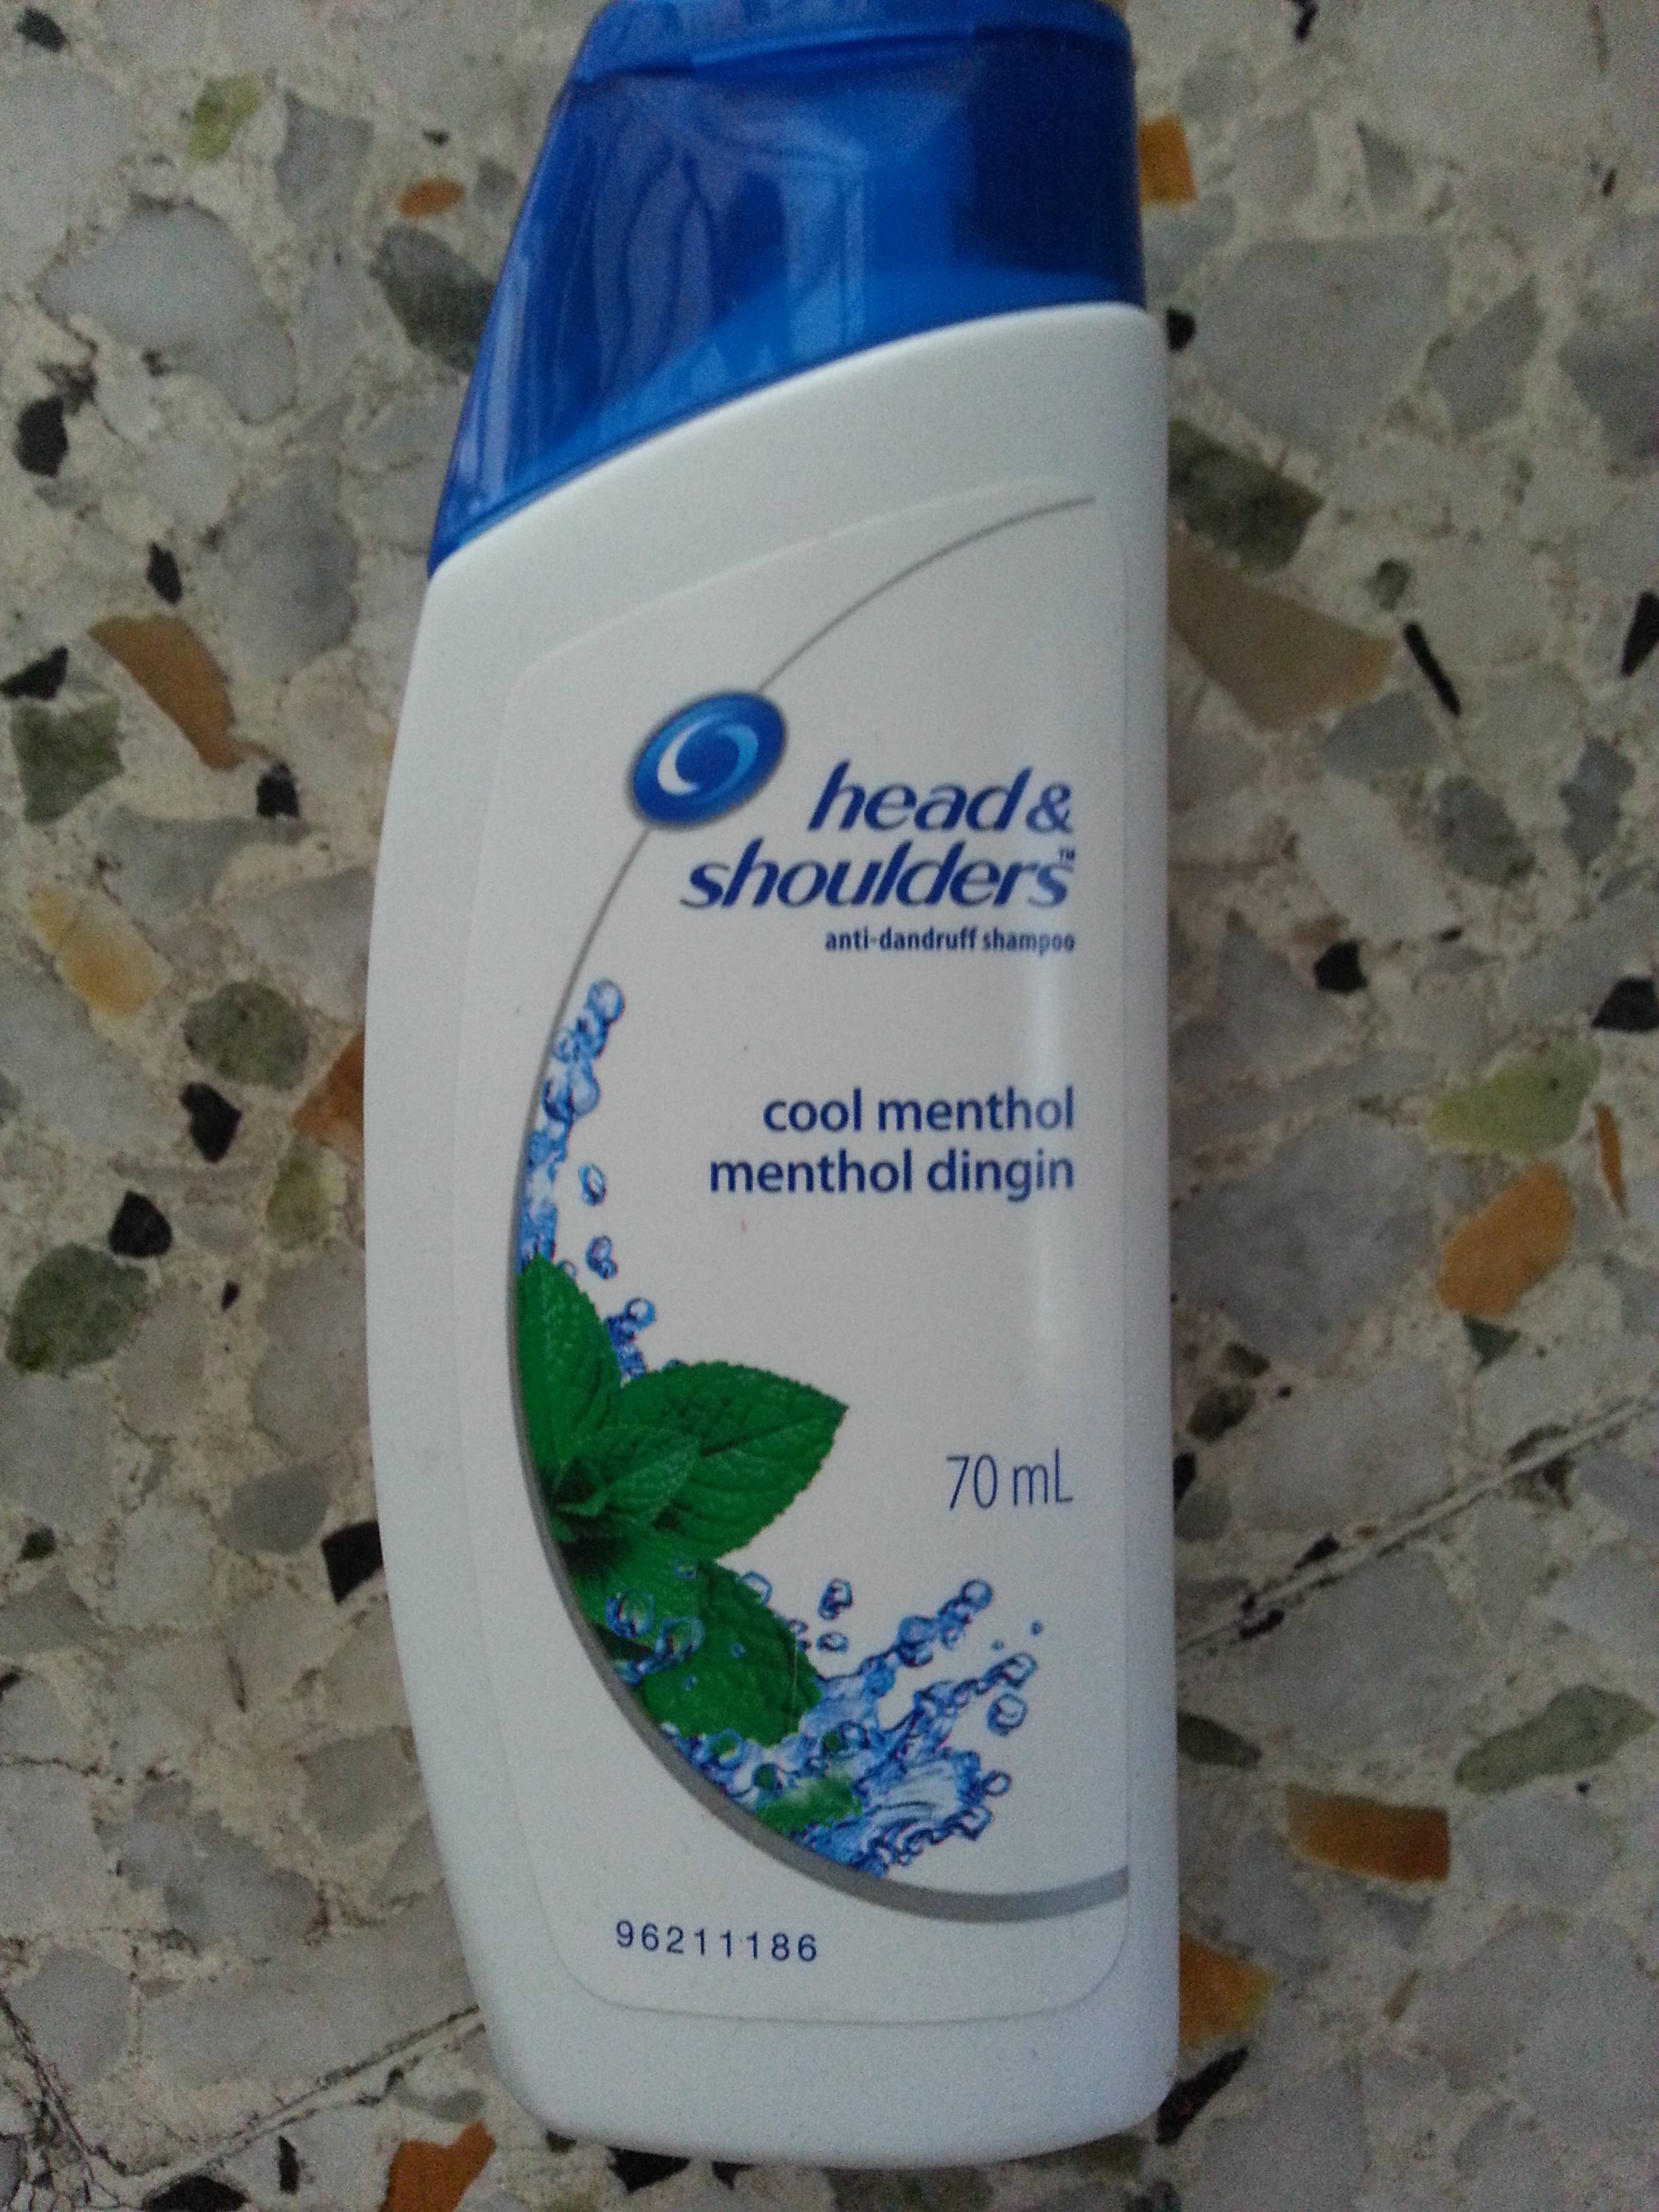 head &
shoulders™
anti-dandruff shampoo
cool menthol
menthol dingin
70 mL
96211186